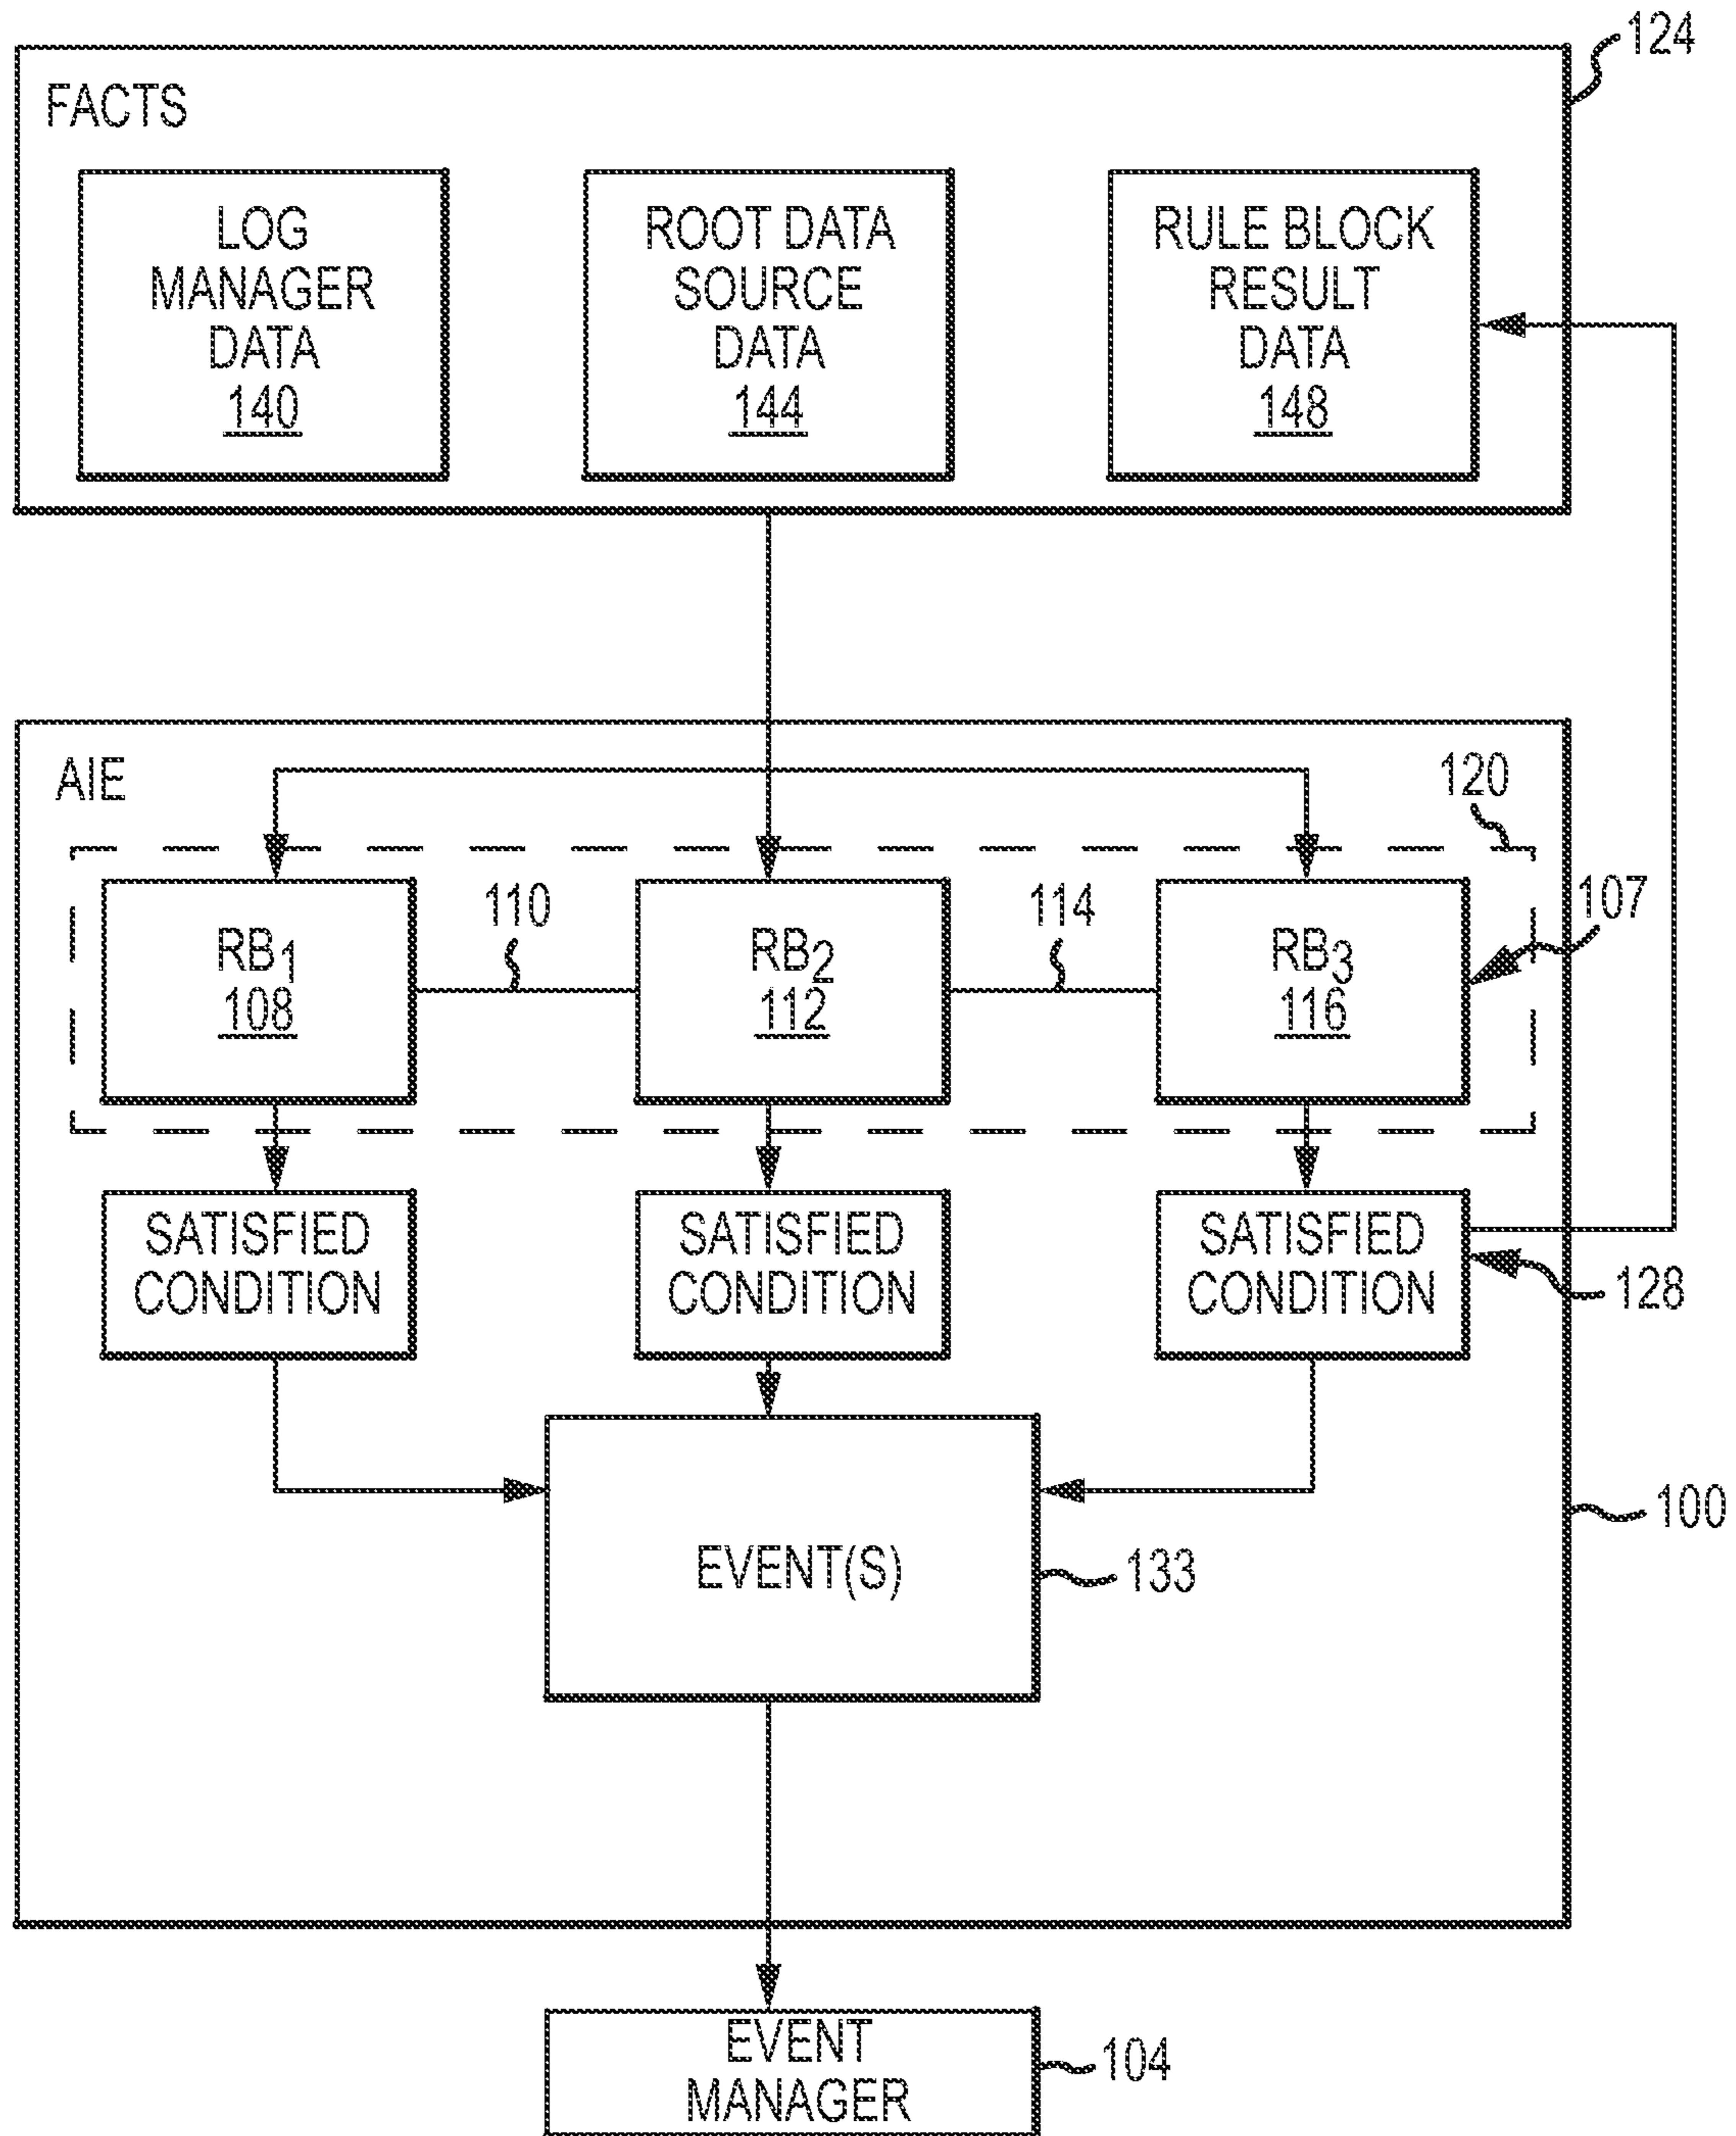 124
FACTS
LOG
MANAGER
DATA
140
ROOT DATA
SOURCE
DATA
144
RULE BLOCK
RESULT
DATA
148
AIE
120
110
114
107
RB1
108
RB2
112
RB3
116
SATISFIED
CONDITION
SATISFIED
CONDITION
SATISFIED
CONDITION
128
100
EVENT(S)
133
EVENT
MANAGER
104